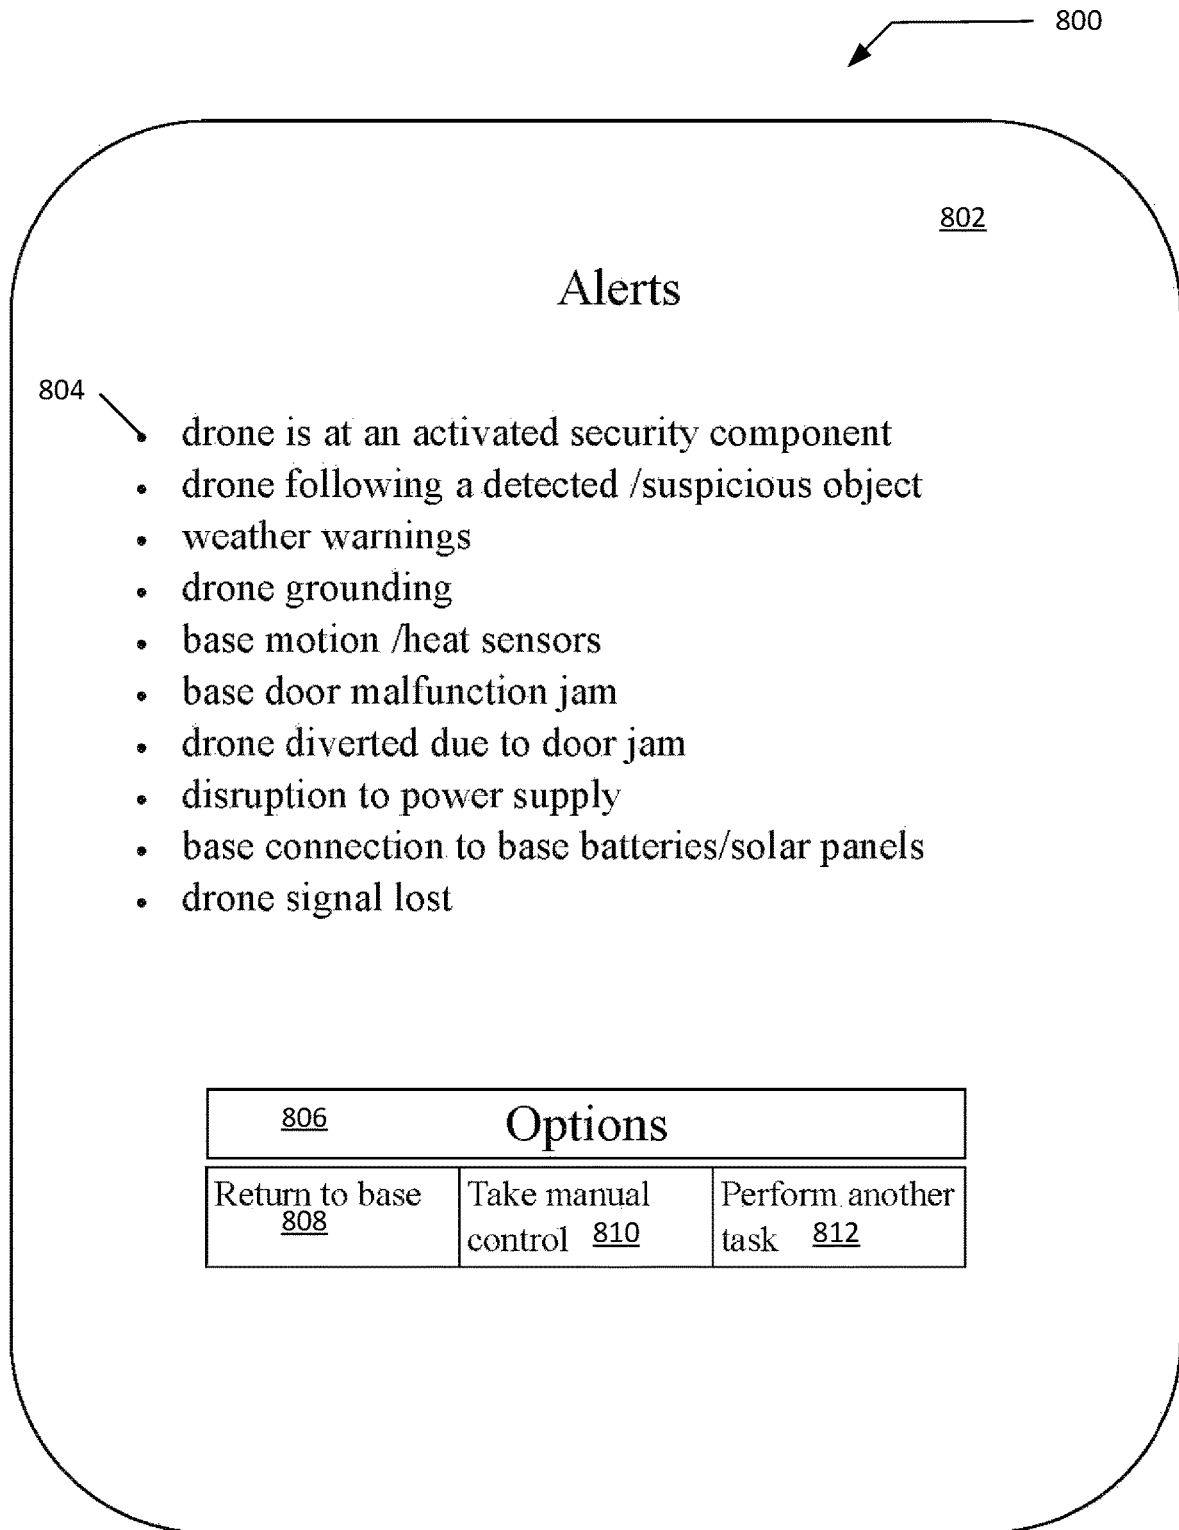 800
802
Alerts
804
• drone is at an activated security component
• drone following a detected /suspicious object
• weather warnings
• drone grounding
• base motion /heat sensors
• base door malfunction jam
• drone diverted due to door jam
• disruption to power supply
• base connection to base batteries/solar panels
• drone signal lost
806 Options
Return to base
808
Take manual
control 810
Perform another
task 812